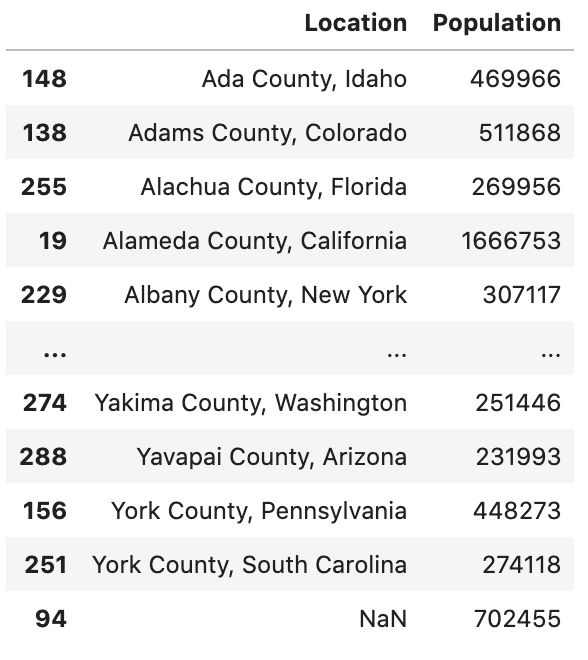 Location Population
148 Ada County, Idaho 469966
138 Adams County, Colorado 511868
255 Alachua County, Florida 269956
19 Alameda County, California 1666753
229 Albany County, New York 307117
... ... ...
274 Yakima County, Washington 251446
288 Yavapai County, Arizona 231993
156 York County, Pennsylvania 448273
251 York County, South Carolina 274118
94 NaN 702455